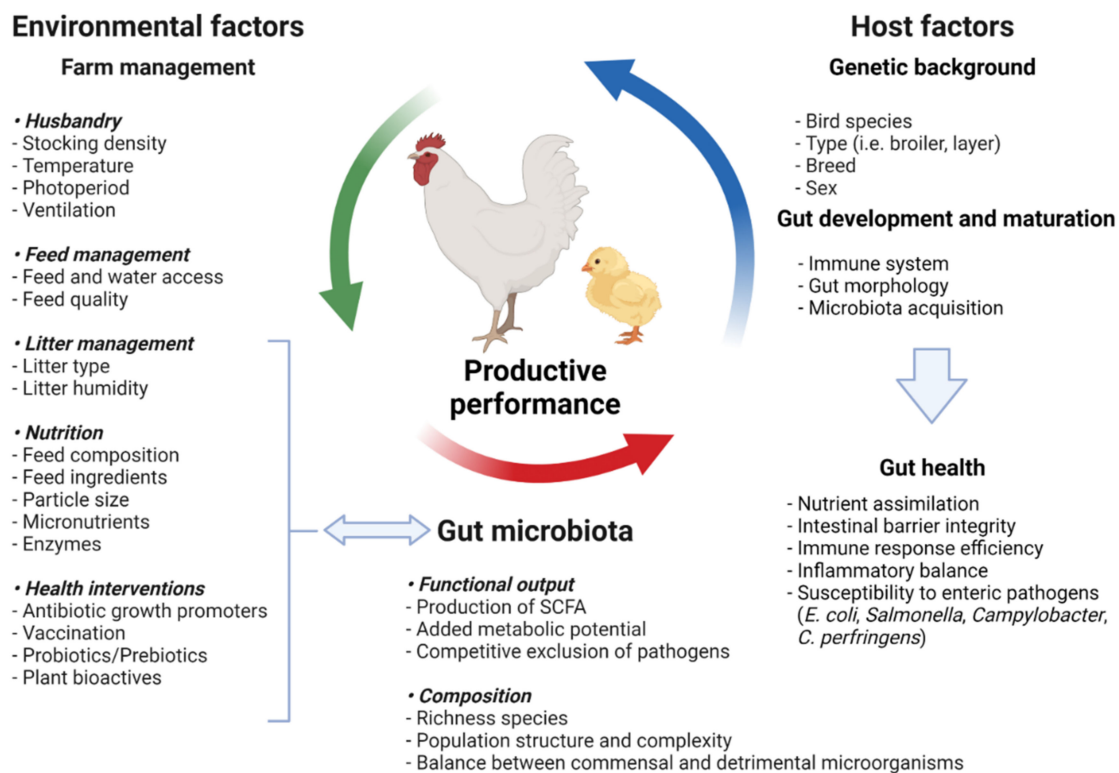 Environmental factors
Farm management
• Husbandry
- Stocking density
- Temperature
- Photoperiod
- Ventilation
• Feed management
- Feed and water access
- Feed quality
• Litter management
- Litter type
- Litter humidity
• Nutrition
- Feed composition
- Feed ingredients
- Particle size
- Micronutrients
- Enzymes
• Health interventions
- Antibiotic growth promoters
- Vaccination
- Probiotics/Prebiotics
- Plant bioactives
Productive
performance
Gut microbiota
• Functional output
- Production of SCFA
- Added metabolic potential
- Competitive exclusion of pathogens
• Composition
- Richness species
- Population structure and complexity
- Balance between commensal and detrimental microorganisms
Host factors
Genetic background
- Bird species
- Type (i.e. broiler, layer)
- Breed
- Sex
Gut development and maturation
- Immune system
- Gut morphology
- Microbiota acquisition
Gut health
- Nutrient assimilation
- Intestinal barrier integrity
- Immune response efficiency
- Inflammatory balance
- Susceptibility to enteric pathogens
(E. coli, Salmonella, Campylobacter,
C. perfringens)